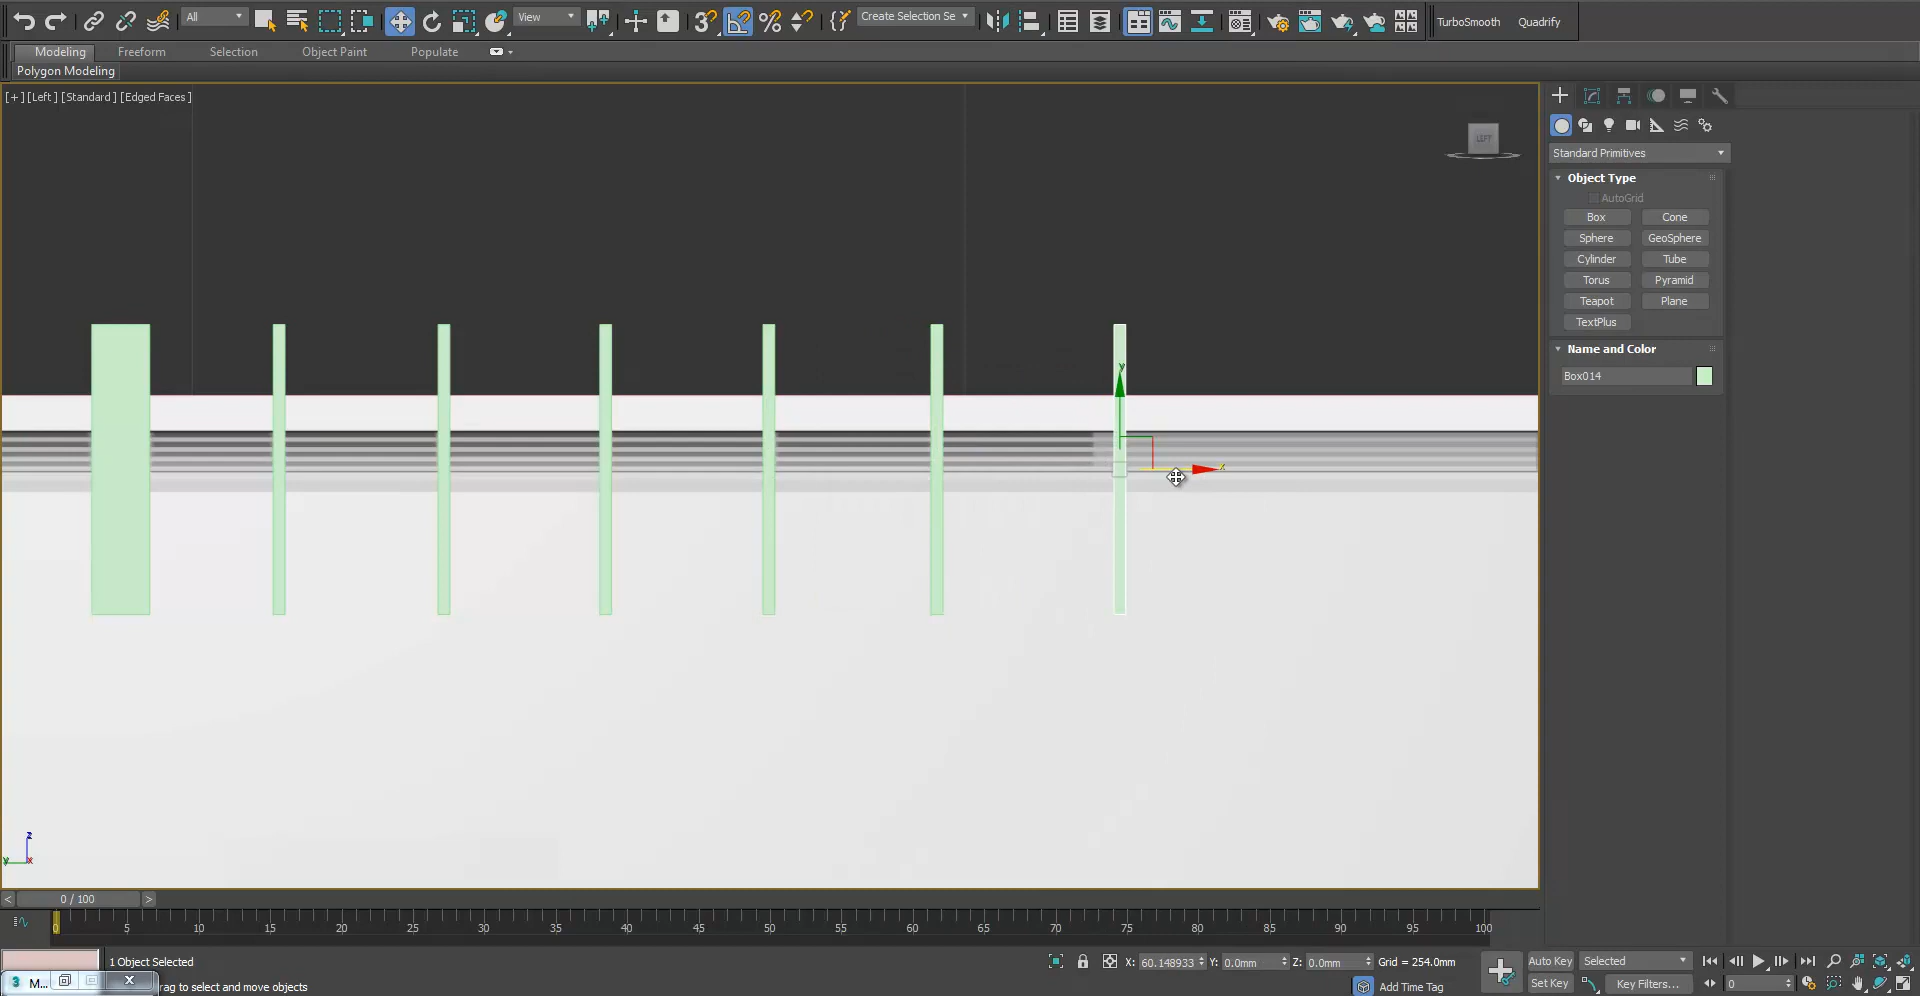 All
View
Create Selection Se
TurboSmooth
Quadrify
Modeling
Freeform
Selection
Object Paint
Populate
Polygon Modeling
[+] [Left] [Standard] [Edged Faces]
LEFT
Standard Primitives
Object Type
AutoGrid
Box
Cone
Sphere
GeoSphere
Cylinder
Tube
Torus
Pyramid
Teapot
Plane
TextPlus
Name and Color
Box014
y
x
z
y
x
< 0 / 100 >
0 5 10 15 20 25 30 35 40 45 50 55 60 65 70 75 80 85 90 95 100
1 Object Selected
X: 60.148933 Y: 0.0mm Z: 0.0mm Grid = 254.0mm
Auto Key
Selected
3 M...
drag to select and move objects
Add Time Tag
Set Key
Key Filters...
0